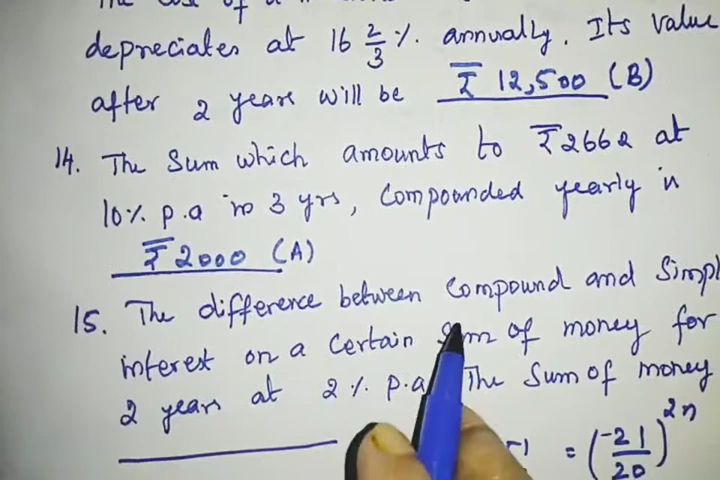 depreciates at 16 2/3 %. annually. Its value
after 2 years will be ₹ 12,500 (B)
14. The Sum which amounts to ₹2662 at
10% p.a in 3 yrs, compounded yearly is
₹2000 (A)
15. The difference between compound and Simpl
interest on a certain sum of money for
2 years at 2 % p.a The Sum of money
= (-21/20)^2n